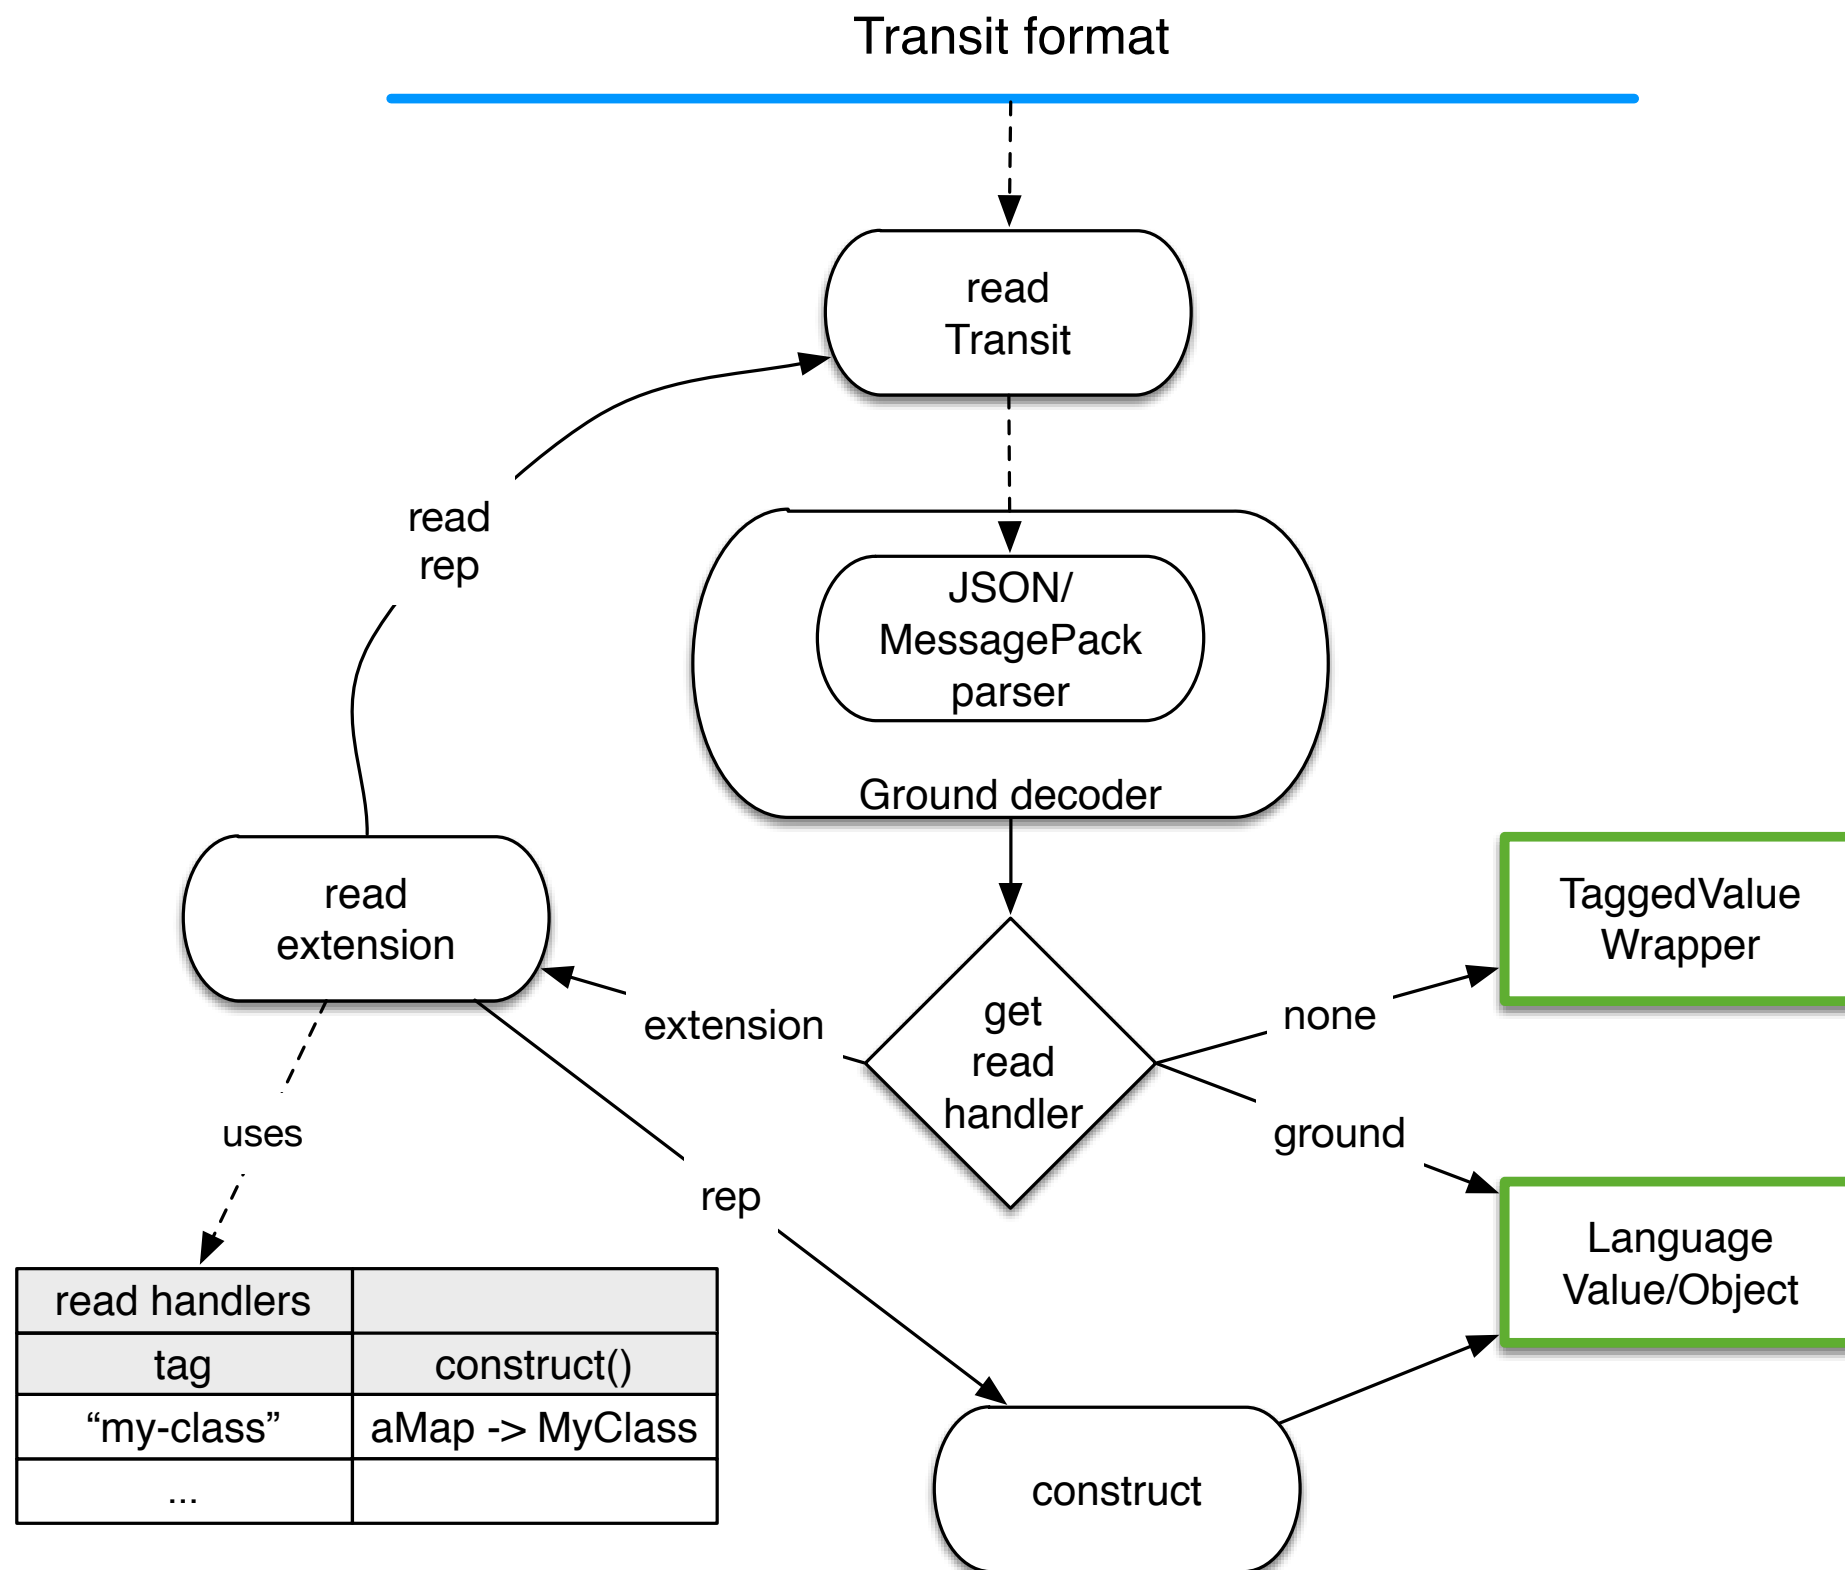 Transit format
read
Transit
read
rep
JSON/
MessagePack
parser
Ground decoder
read
extension
TaggedValue
Wrapper
extension
get
read
handler
none
uses
ground
rep
Language
Value/Object
read handlers
tag construct()
“my-class” aMap -> MyClass
...
construct